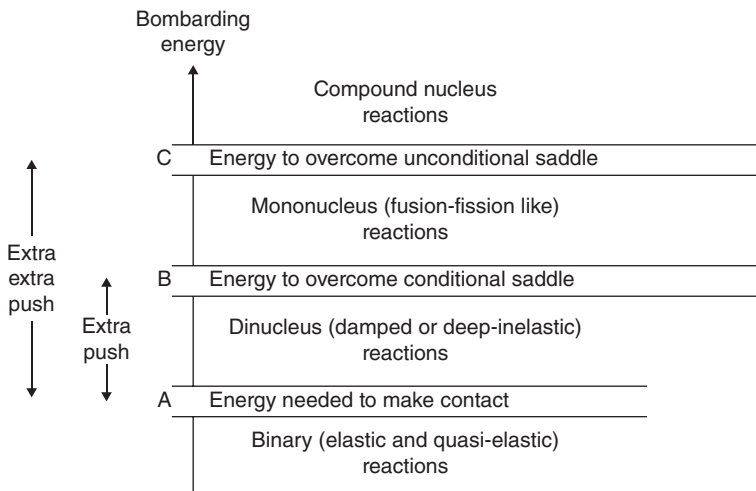 Bombarding
energy
Compound nucleus
reactions
C Energy to overcome unconditional saddle
Mononucleus (fusion-fission like)
reactions
Extra
extra
push
B Energy to overcome conditional saddle
Extra
push
Dinucleus (damped or deep-inelastic)
reactions
A Energy needed to make contact
Binary (elastic and quasi-elastic)
reactions